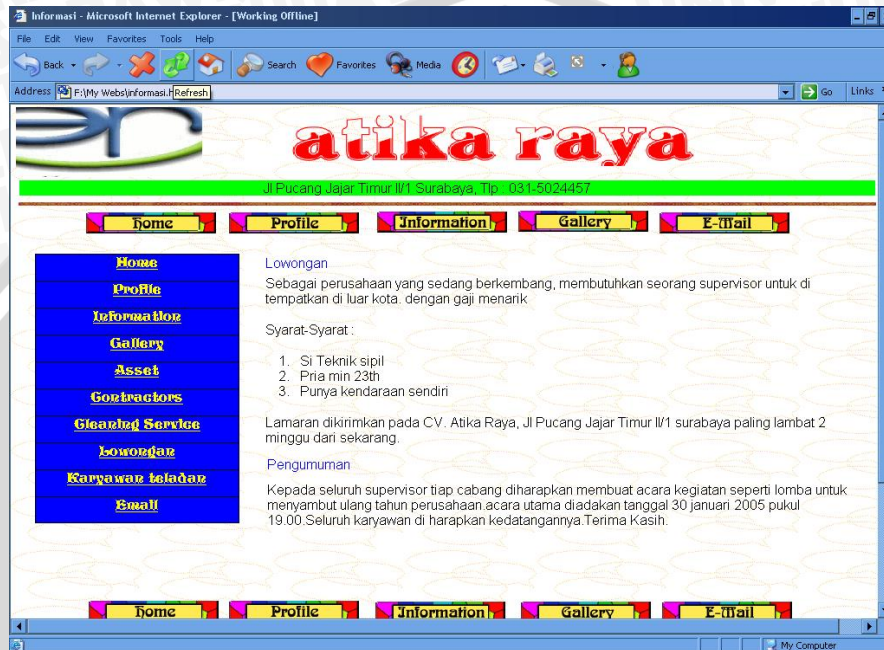 Informasi - Microsoft Internet Explorer - [Working Offline]
File Edit View Favorites Tools Help
Back Search Favorites Media
Address F:\My Webs\informasi.h Refresh Go Links
atika raya
Jl Pucang Jajar Timur II/1 Surabaya, Tlp : 031-5024457
Home Profile Information Gallery E-Mail
Home
Profile
Information
Gallery
Asset
Contractors
Cleaning Service
Lowongan
Karyawan teladan
Email
Lowongan
Sebagai perusahaan yang sedang berkembang, membutuhkan seorang supervisor untuk di
tempatkan di luar kota. dengan gaji menarik
Syarat-Syarat :
1. Si Teknik sipil
2. Pria min 23th
3. Punya kendaraan sendiri
Lamaran dikirimkan pada CV. Atika Raya, Jl Pucang Jajar Timur II/1 surabaya paling lambat 2
minggu dari sekarang.
Pengumuman
Kepada seluruh supervisor tiap cabang diharapkan membuat acara kegiatan seperti lomba untuk
menyambut ulang tahun perusahaan.acara utama diadakan tanggal 30 januari 2005 pukul
19.00.Seluruh karyawan di harapkan kedatangannya.Terima Kasih.
Home Profile Information Gallery E-Mail
My Computer